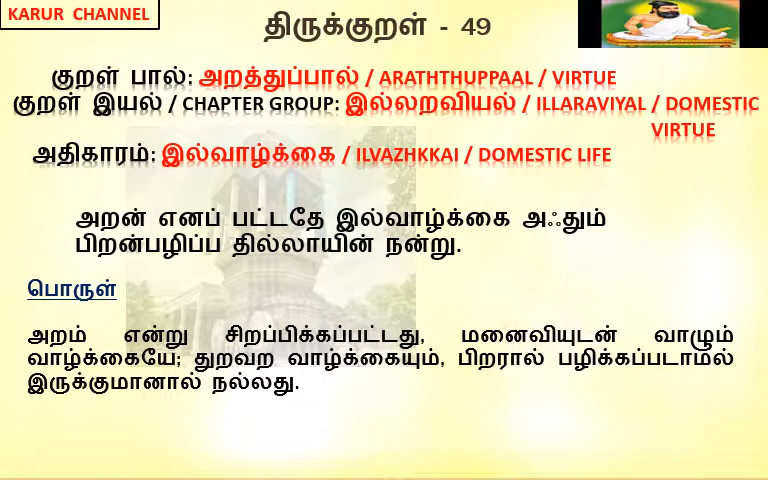 KARUR CHANNEL
திருக்குறள் - 49
குறள் பால்: அறத்துப்பால் / ARATHTHUPPAAL / VIRTUE
குறள் இயல் / CHAPTER GROUP: இல்லறவியல் / ILLARAVIYAL / DOMESTIC
VIRTUE
அதிகாரம்: இல்வாழ்க்கை / ILVAZHKKAI / DOMESTIC LIFE
அறன் எனப் பட்டதே இல்வாழ்க்கை அஃதும்
பிறன்பழிப்ப தில்லாயின் நன்று.
பொருள்
அறம் என்று சிறப்பிக்கப்பட்டது, மனைவியுடன் வாழும்
வாழ்க்கையே; துறவற வாழ்க்கையும், பிறரால் பழிக்கப்படாமல்
இருக்குமானால் நல்லது.